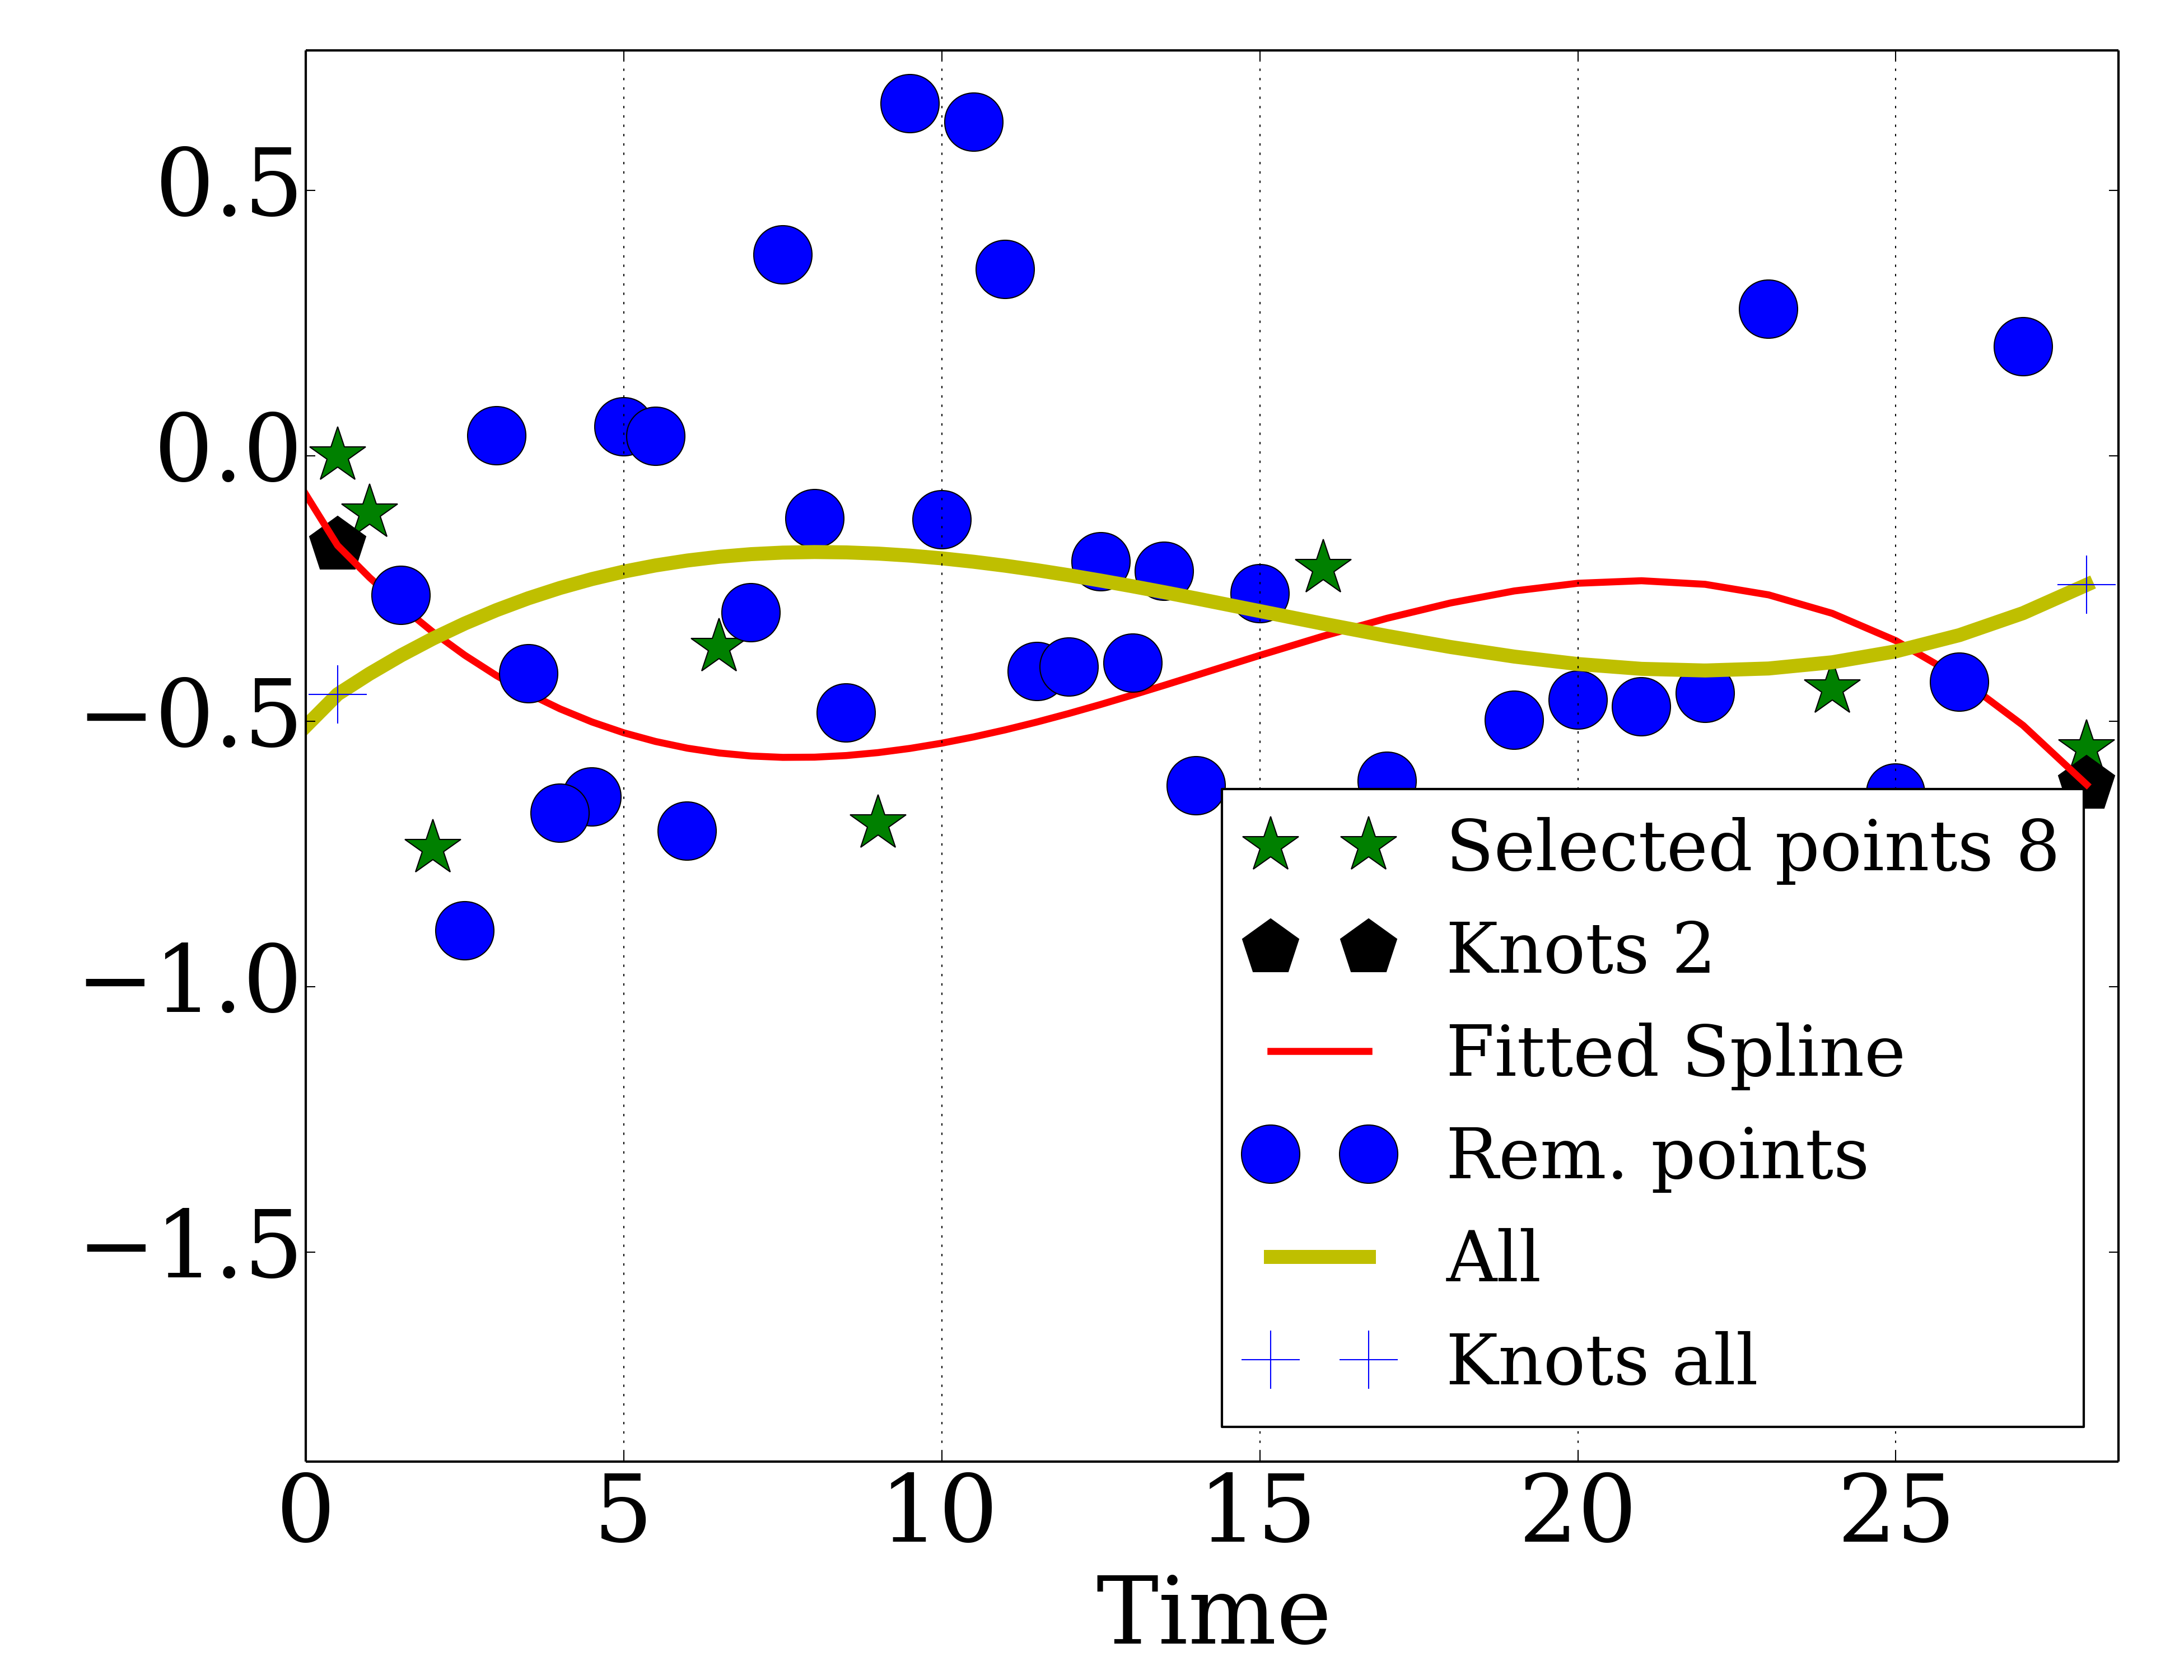 0.5
0.0
−0.5
−1.0
−1.5
Selected points 8
Knots 2
Fitted Spline
Rem. points
All
Knots all
0 5 10 15 20 25
Time